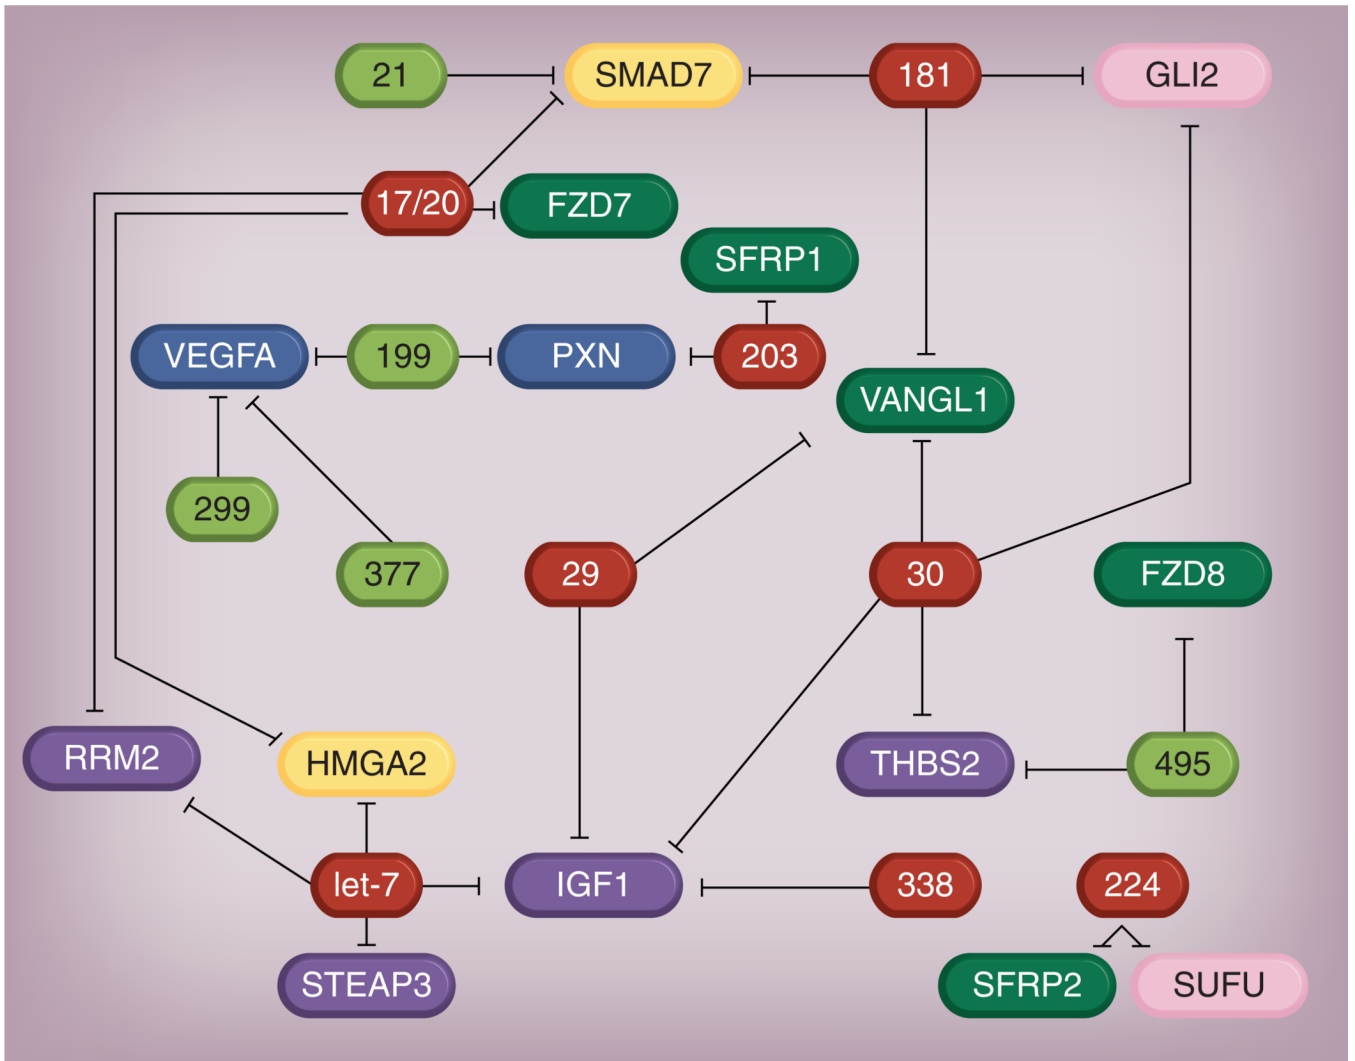 21
SMAD7
181
GLI2
17/20
FZD7
SFRP1
VEGFA
199
PXN
203
VANGL1
299
377
29
30
FZD8
RRM2
HMGA2
THBS2
495
let-7
IGF1
338
224
STEAP3
SFRP2
SUFU